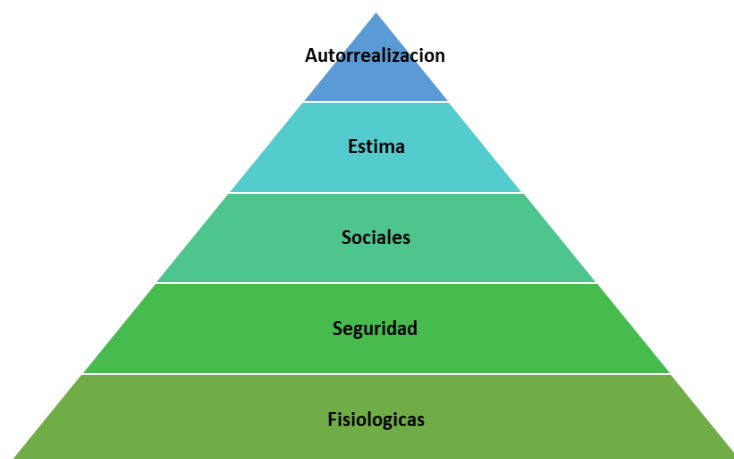 Autorrealizacion
Estima
Sociales
Seguridad
Fisiologicas